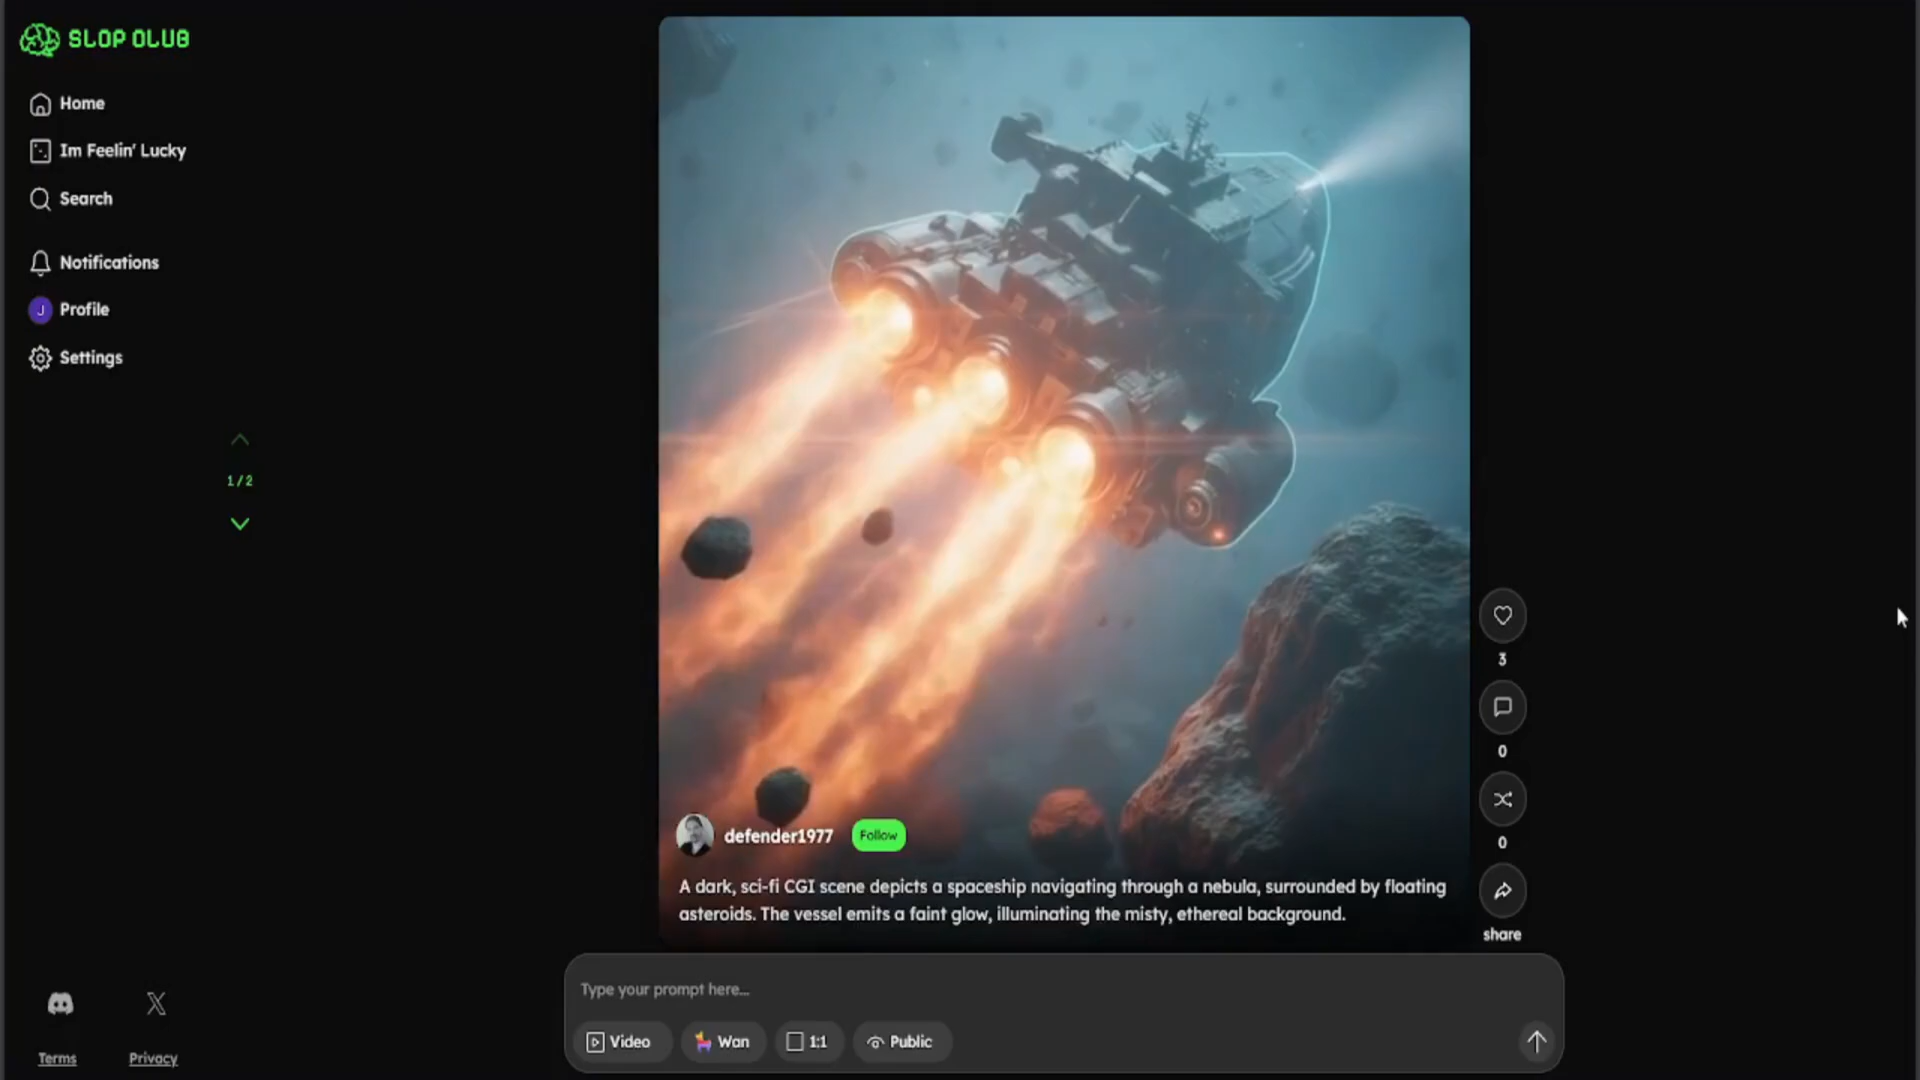 SLOP CLUB
Home
Im Feelin' Lucky
Search
Notifications
J
Profile
Settings
1/2
3
0
0
share
defender1977
Follow
A dark, sci-fi CGI scene depicts a spaceship navigating through a nebula, surrounded by floating
asteroids. The vessel emits a faint glow, illuminating the misty, ethereal background.
Type your prompt here...
Video
Wan
1:1
Public
Terms
Privacy